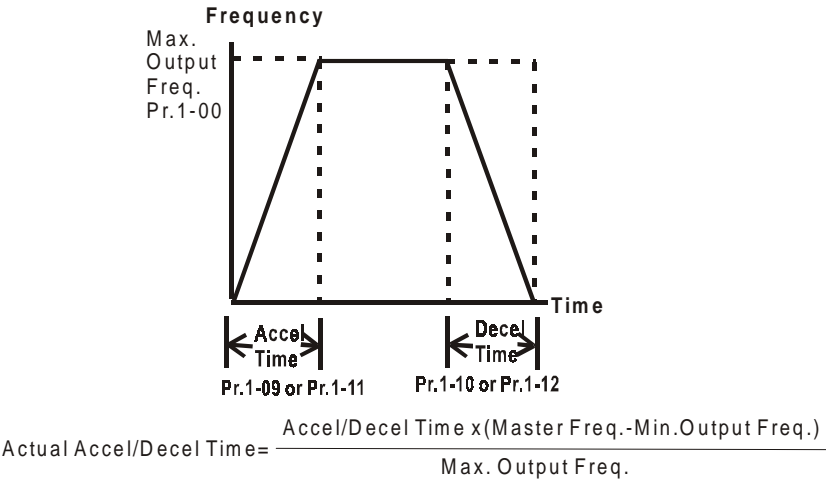 Frequency
Max.
Output
Freq.
Pr.1-00
Time
Accel
Time
Decel
Time
Pr.1-09 or Pr.1-11
Pr.1-10 or Pr.1-12
Actual Accel/Decel Time= Accel/Decel Time x(Master Freq.-Min.Output Freq.)
Max. Output Freq.